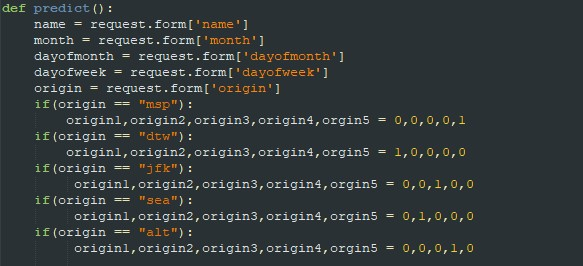 def predict():
    name = request.form['name']
    month = request.form['month']
    dayofmonth = request.form['dayofmonth']
    dayofweek = request.form['dayofweek']
    origin = request.form['origin']
    if(origin == "msp"):
        origin1,origin2,origin3,origin4,orgin5 = 0,0,0,0,1
    if(origin == "dtw"):
        origin1,origin2,origin3,origin4,orgin5 = 1,0,0,0,0
    if(origin == "jfk"):
         origin1,origin2,origin3,origin4,orgin5 = 0,0,1,0,0
    if(origin == "sea"):
         origin1,origin2,origin3,origin4,orgin5 = 0,1,0,0,0
    if(origin == "alt"):
         origin1,origin2,origin3,origin4,orgin5 = 0,0,0,1,0